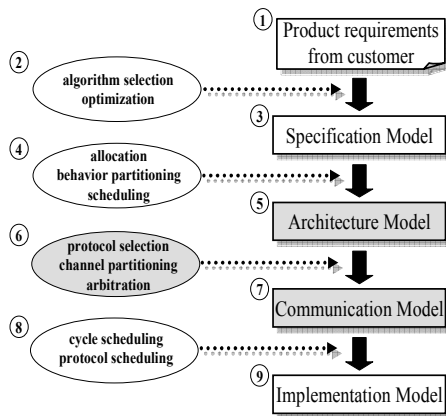 1
Product requirements
from customer
2
algorithm selection
optimization
3
Specification Model
4
allocation
behavior partitioning
scheduling
5
Architecture Model
6
protocol selection
channel partitioning
arbitration
7
Communication Model
8
cycle scheduling
protocol scheduling
9
Implementation Model